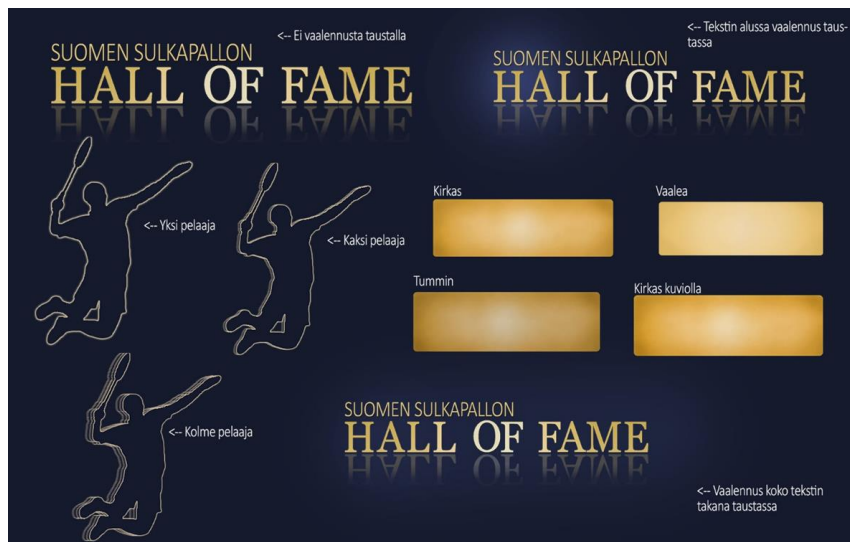 <-- Ei vaalennusta taustalla
SUOMEN SULKAPALLON
HALL OF FAME
<-- Tekstin alussa vaalennus taus-
tassa
SUOMEN SULKAPALLON
HALL OF FAME
<-- Yksi pelaaja
<-- Kaksi pelaaja
Kirkas
Vaalea
Tummin
Kirkas kuviolla
<-- Kolme pelaaja
SUOMEN SULKAPALLON
HALL OF FAME
<-- Vaalennus koko tekstin
takana taustassa